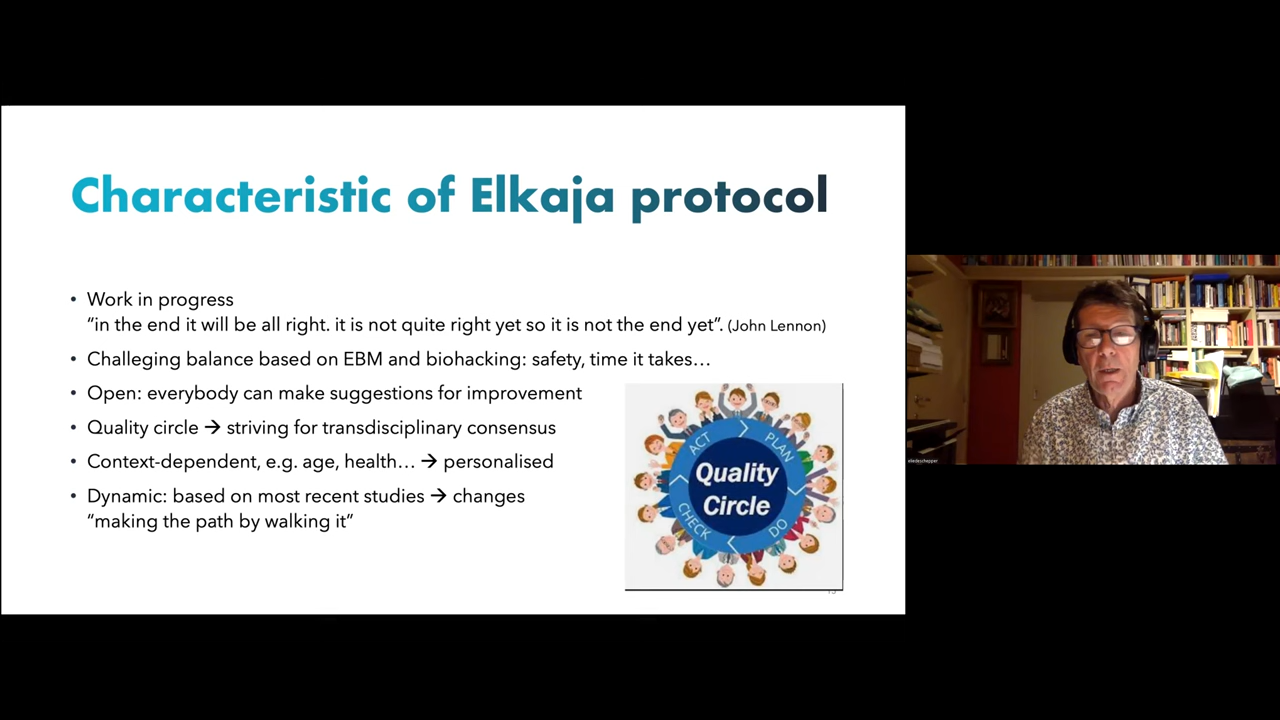 Characteristic of Elkaja protocol
• Work in progress
“in the end it will be all right. it is not quite right yet so it is not the end yet”. (John Lennon)
• Challeging balance based on EBM and biohacking: safety, time it takes…
• Open: everybody can make suggestions for improvement
• Quality circle → striving for transdisciplinary consensus
• Context-dependent, e.g. age, health… → personalised
• Dynamic: based on most recent studies → changes
“making the path by walking it”
ACT
PLAN
Quality
Circle
CHECK
DO